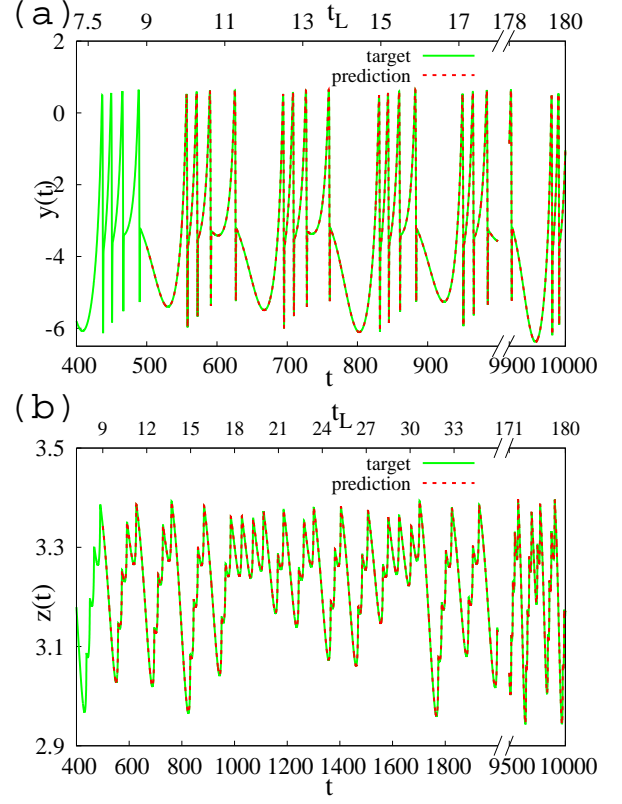 (a)
t_L
7.5 9 11 13 15 17 178 180
2
0
-2
-4
-6
y(t)
target
prediction
400 500 600 700 800 900 9900 10000
t
(b)
t_L
9 12 15 18 21 24 27 30 33 171 180
3.5
3.3
3.1
2.9
z(t)
target
prediction
400 600 800 1000 1200 1400 1600 1800 9500 10000
t